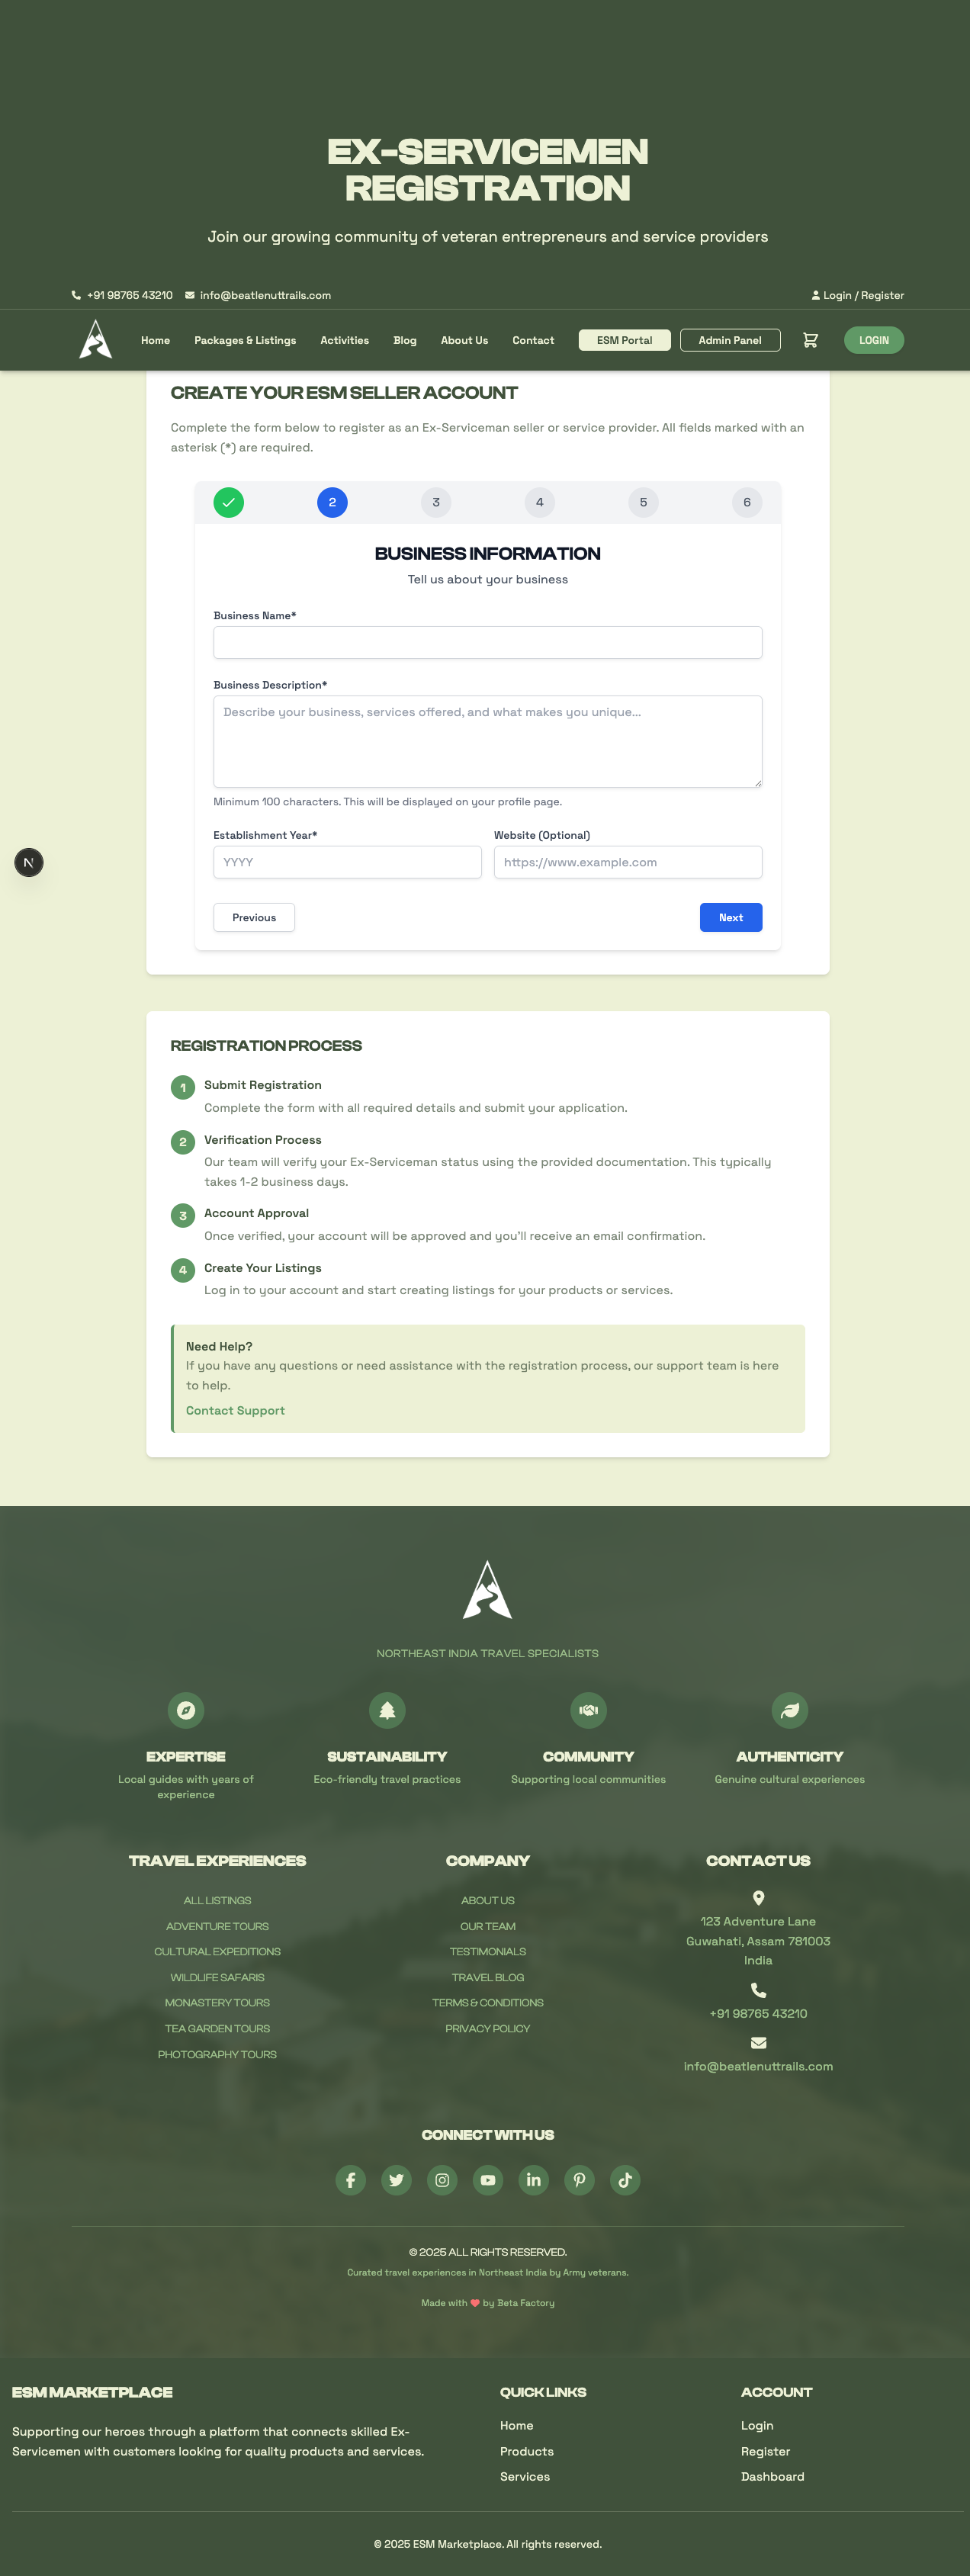 EX-SERVICEMEN
REGISTRATION
Join our growing community of veteran entrepreneurs and service providers
+91 98765 43210
info@beatlenuttrails.com
Login / Register
Home
Packages & Listings
Activities
Blog
About Us
Contact
ESM Portal
Admin Panel
LOGIN
CREATE YOUR ESM SELLER ACCOUNT
Complete the form below to register as an Ex-Serviceman seller or service provider. All fields marked with an
asterisk (*) are required.
2
3
4
5
6
BUSINESS INFORMATION
Tell us about your business
Business Name*
Business Description*
Describe your business, services offered, and what makes you unique...
Minimum 100 characters. This will be displayed on your profile page.
Establishment Year*
Website (Optional)
YYYY
https://www.example.com
N
Previous
Next
REGISTRATION PROCESS
1
Submit Registration
Complete the form with all required details and submit your application.
2
Verification Process
Our team will verify your Ex-Serviceman status using the provided documentation. This typically
takes 1-2 business days.
3
Account Approval
Once verified, your account will be approved and you'll receive an email confirmation.
4
Create Your Listings
Log in to your account and start creating listings for your products or services.
Need Help?
If you have any questions or need assistance with the registration process, our support team is here
to help.
Contact Support
NORTHEAST INDIA TRAVEL SPECIALISTS
EXPERTISE
Local guides with years of
experience
SUSTAINABILITY
Eco-friendly travel practices
COMMUNITY
Supporting local communities
AUTHENTICITY
Genuine cultural experiences
TRAVEL EXPERIENCES
ALL LISTINGS
ADVENTURE TOURS
CULTURAL EXPEDITIONS
WILDLIFE SAFARIS
MONASTERY TOURS
TEA GARDEN TOURS
PHOTOGRAPHY TOURS
COMPANY
ABOUT US
OUR TEAM
TESTIMONIALS
TRAVEL BLOG
TERMS & CONDITIONS
PRIVACY POLICY
CONTACT US
123 Adventure Lane
Guwahati, Assam 781003
India
+91 98765 43210
info@beatlenuttrails.com
CONNECT WITH US
© 2025 ALL RIGHTS RESERVED.
Curated travel experiences in Northeast India by Army veterans.
Made with ❤ by Beta Factory
ESM MARKETPLACE
Supporting our heroes through a platform that connects skilled Ex-
Servicemen with customers looking for quality products and services.
QUICK LINKS
Home
Products
Services
ACCOUNT
Login
Register
Dashboard
© 2025 ESM Marketplace. All rights reserved.